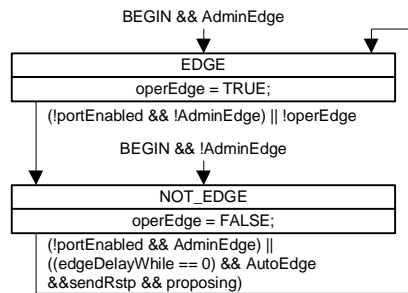 BEGIN && AdminEdge
EDGE
operEdge = TRUE;
(!portEnabled && !AdminEdge) || !operEdge
BEGIN && !AdminEdge
NOT_EDGE
operEdge = FALSE;
(!portEnabled && AdminEdge) ||
((edgeDelayWhile == 0) && AutoEdge
&&sendRstp && proposing)